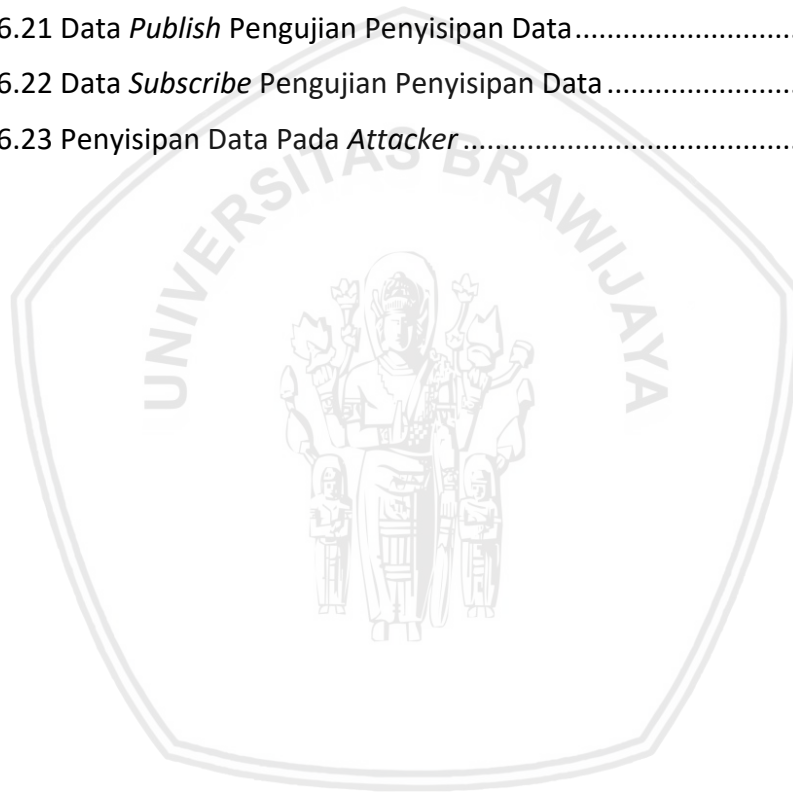 6.21 Data Publish Pengujian Penyisipan Data..........................
6.22 Data Subscribe Pengujian Penyisipan Data......................
6.23 Penyisipan Data Pada Attacker.......................................
UNIVERSITAS BRAWIJAYA